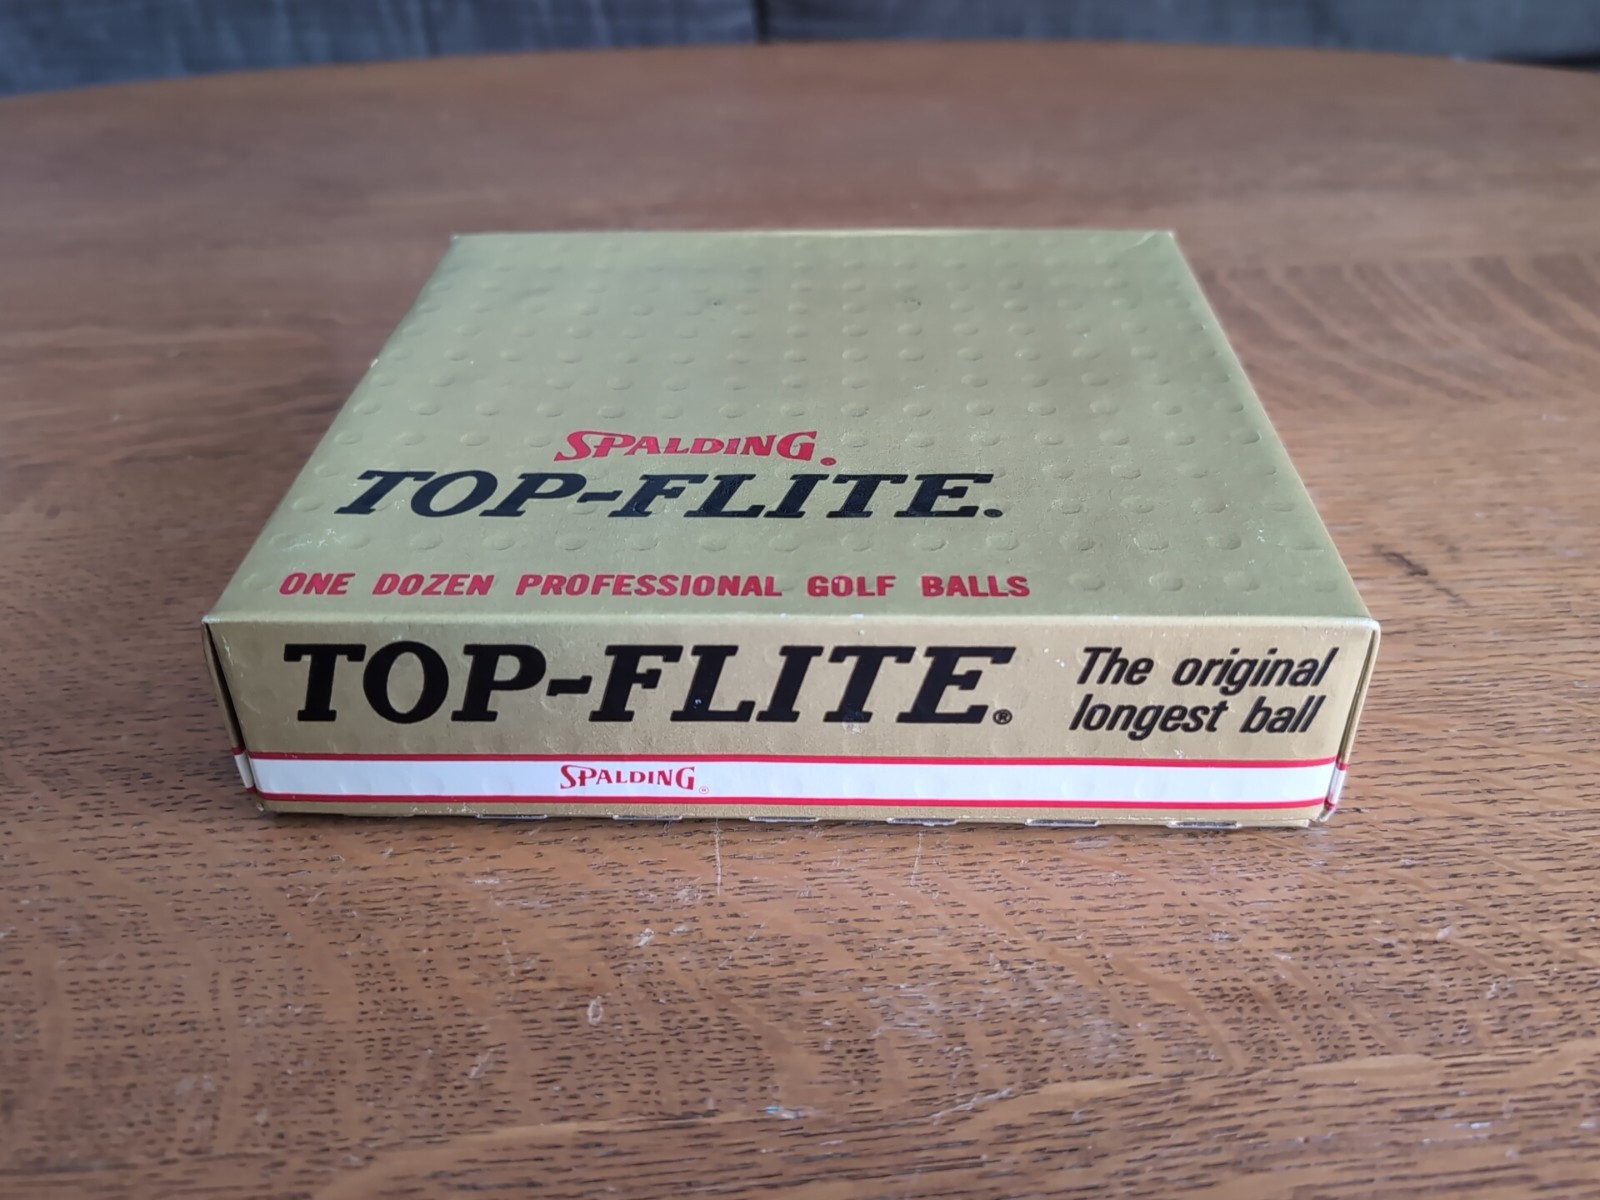 SPALDING®
TOP-FLITE®
ONE DOZEN PROFESSIONAL GOLF BALLS
TOP-FLITE®
The original
longest ball
SPALDING®